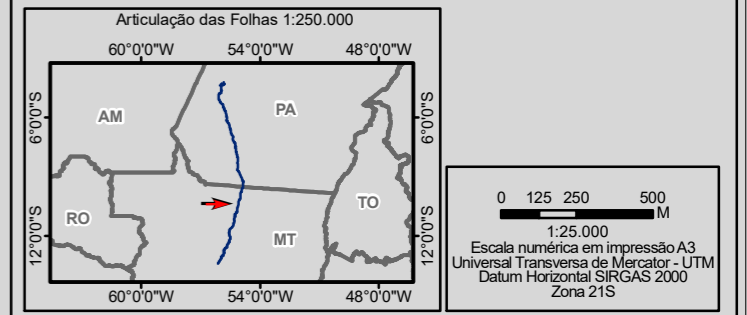 Articulação das Folhas 1:250.000
60°0'0"W 54°0'0"W 48°0'0"W
6°0'0"S AM PA 6°0'0"S
RO TO
12°0'0"S MT 12°0'0"S
60°0'0"W 54°0'0"W 48°0'0"W
0 125 250 500
M
1:25.000
Escala numérica em impressão A3
Universal Transversa de Mercator - UTM
Datum Horizontal SIRGAS 2000
Zona 21S